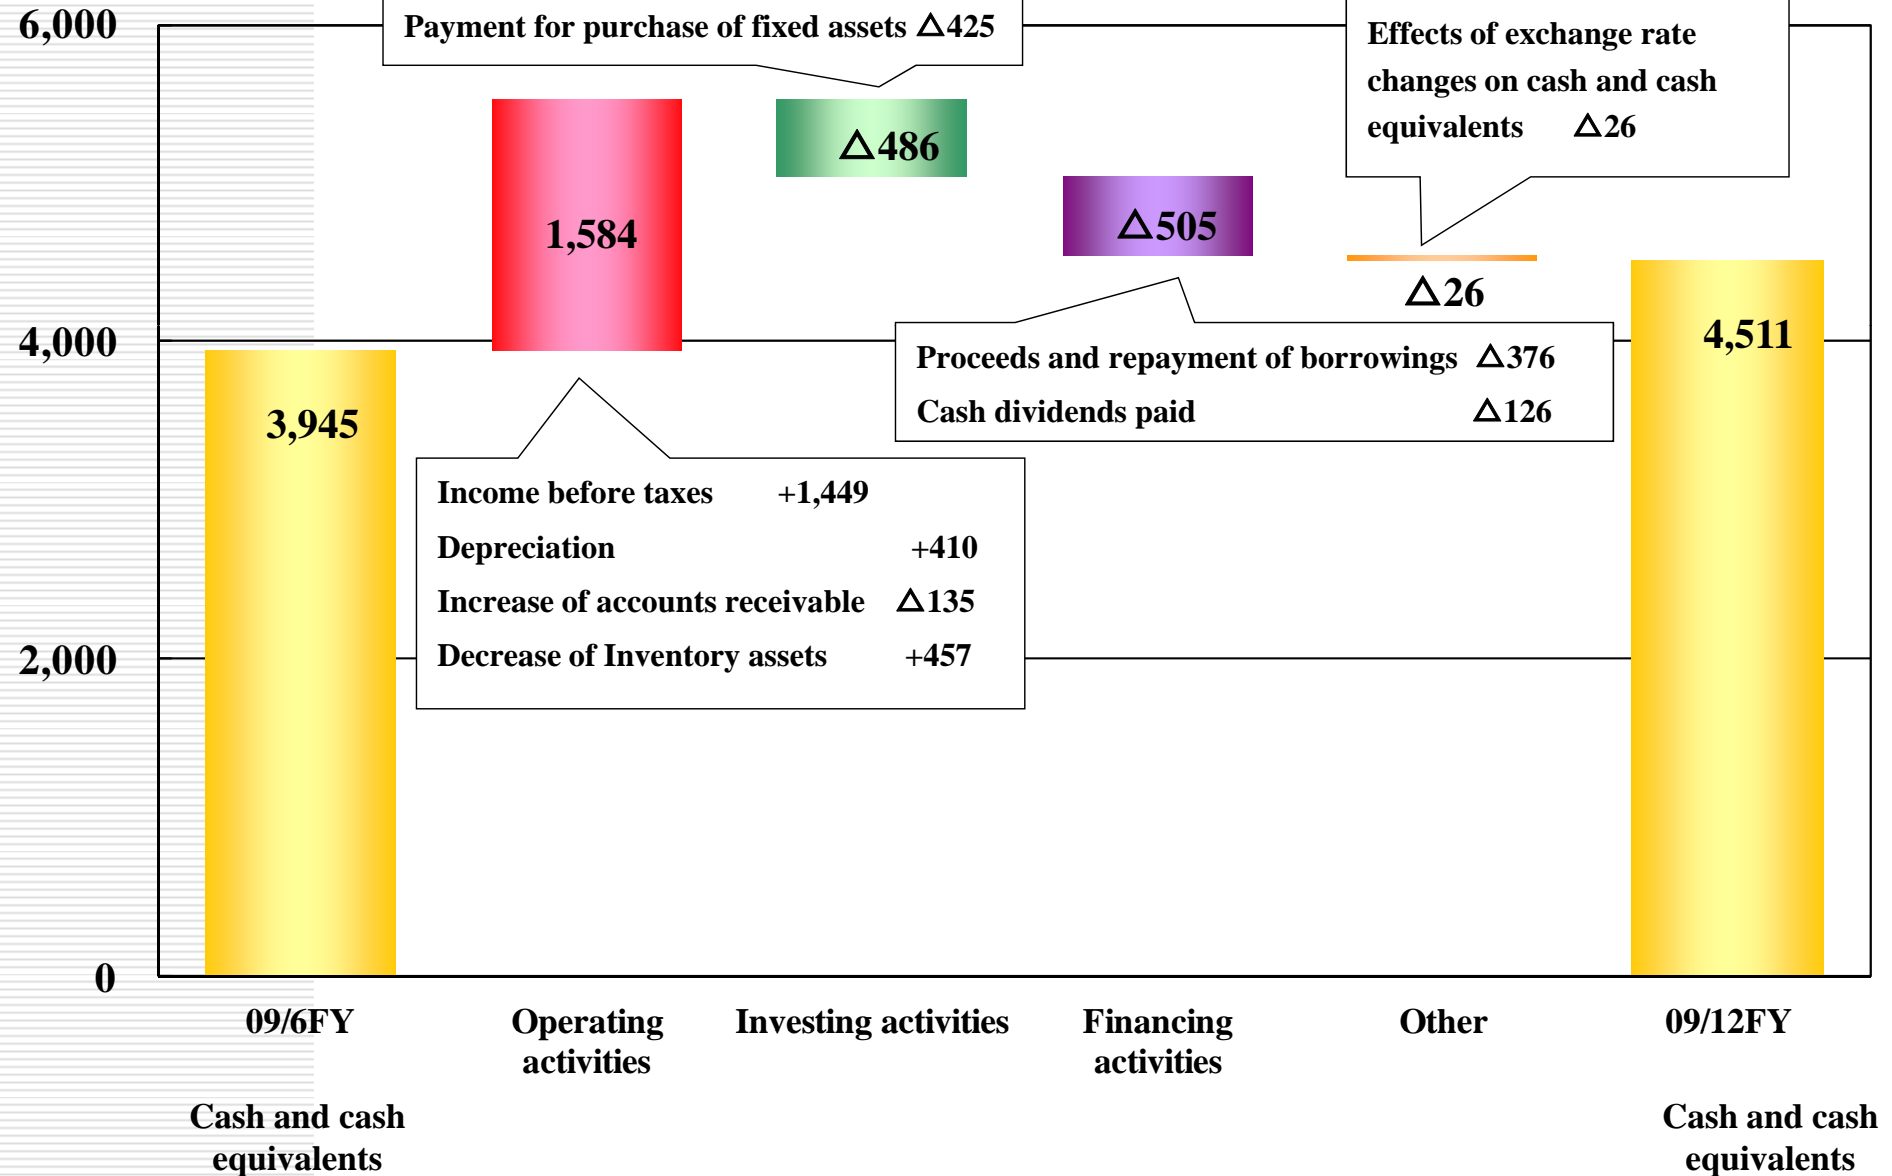 6,000
4,000
2,000
0
Payment for purchase of fixed assets △425
Effects of exchange rate
changes on cash and cash
equivalents △26
△486
1,584
△505
△26
4,511
3,945
Proceeds and repayment of borrowings △376
Cash dividends paid △126
Income before taxes +1,449
Depreciation +410
Increase of accounts receivable △135
Decrease of Inventory assets +457
09/6FY
Operating
activities
Investing activities
Financing
activities
Other
09/12FY
Cash and cash
equivalents
Cash and cash
equivalents